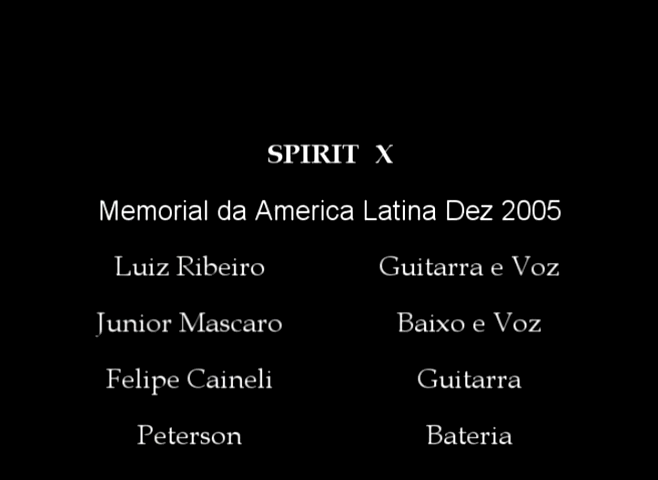 SPIRIT X
Memorial da America Latina Dez 2005
Luiz Ribeiro Guitarra e Voz
Junior Mascaro Baixo e Voz
Felipe Caineli Guitarra
Peterson Bateria